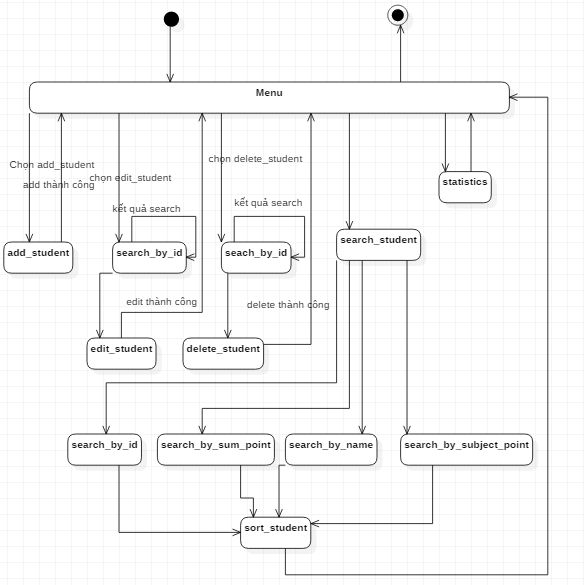 Menu
chọn delete_student
Chọn add_student
chọn edit_student
add thành công
statistics
kết quả search
kết quả search
search_student
add_student
search_by_id
seach_by_id
edit thành công
delete thành công
edit_student
delete_student
search_by_id
search_by_sum_point
search_by_name
search_by_subject_point
sort_student